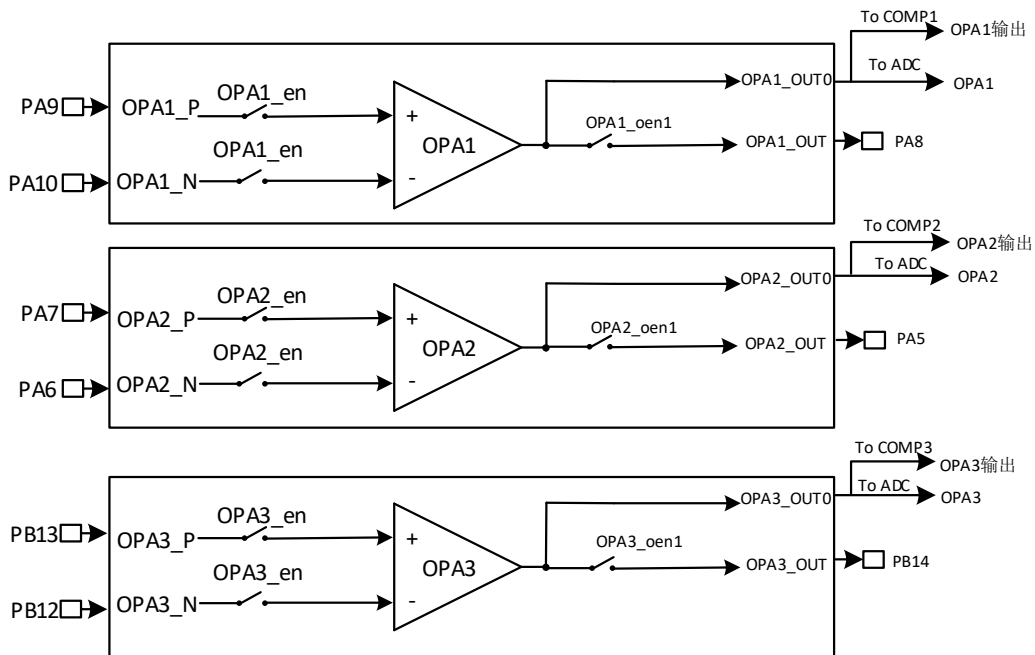 To COMP1
OPA1输出
To ADC
OPA1
PA9
OPA1_P
OPA1_en
+
OPA1
OPA1_OUT0
OPA1_oen1
OPA1_OUT
PA8
PA10
OPA1_N
OPA1_en
-
To COMP2
OPA2输出
To ADC
OPA2
PA7
OPA2_P
OPA2_en
+
OPA2
OPA2_OUT0
OPA2_oen1
OPA2_OUT
PA5
PA6
OPA2_N
OPA2_en
-
To COMP3
OPA3输出
To ADC
OPA3
PB13
OPA3_P
OPA3_en
+
OPA3
OPA3_OUT0
OPA3_oen1
OPA3_OUT
PB14
PB12
OPA3_N
OPA3_en
-